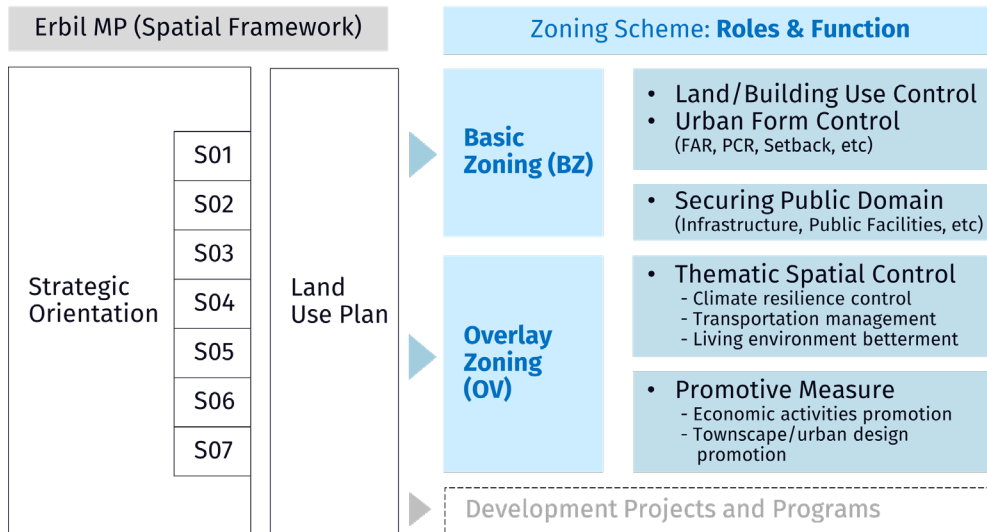 Erbil MP (Spatial Framework)
Zoning Scheme: Roles & Function
Strategic
Orientation
S01
S02
S03
S04
S05
S06
S07
Land
Use Plan
Basic
Zoning (BZ)
• Land/Building Use Control
• Urban Form Control
(FAR, PCR, Setback, etc)
• Securing Public Domain
(Infrastructure, Public Facilities, etc)
Overlay
Zoning
(OV)
• Thematic Spatial Control
- Climate resilience control
- Transportation management
- Living environment betterment
• Promotive Measure
- Economic activities promotion
- Townscape/urban design
promotion
Development Projects and Programs